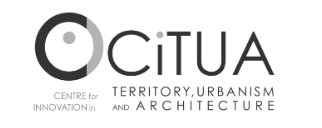 CiTUA
CENTRE for TERRITORY, URBANISM
INNOVATION in AND ARCHITECTURE